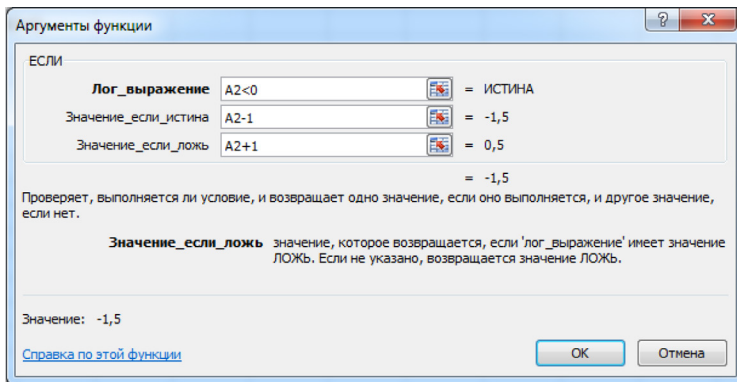 Аргументы функции
ЕСЛИ
Лог_выражение A2<0 = ИСТИНА
Значение_если_истина A2-1 = -1,5
Значение_если_ложь A2+1 = 0,5
= -1,5
Проверяет, выполняется ли условие, и возвращает одно значение, если оно выполняется, и другое значение,
если нет.
Значение_если_ложь значение, которое возвращается, если 'лог_выражение' имеет значение
ЛОЖЬ. Если не указано, возвращается значение ЛОЖЬ.
Значение: -1,5
Справка по этой функции ОК Отмена